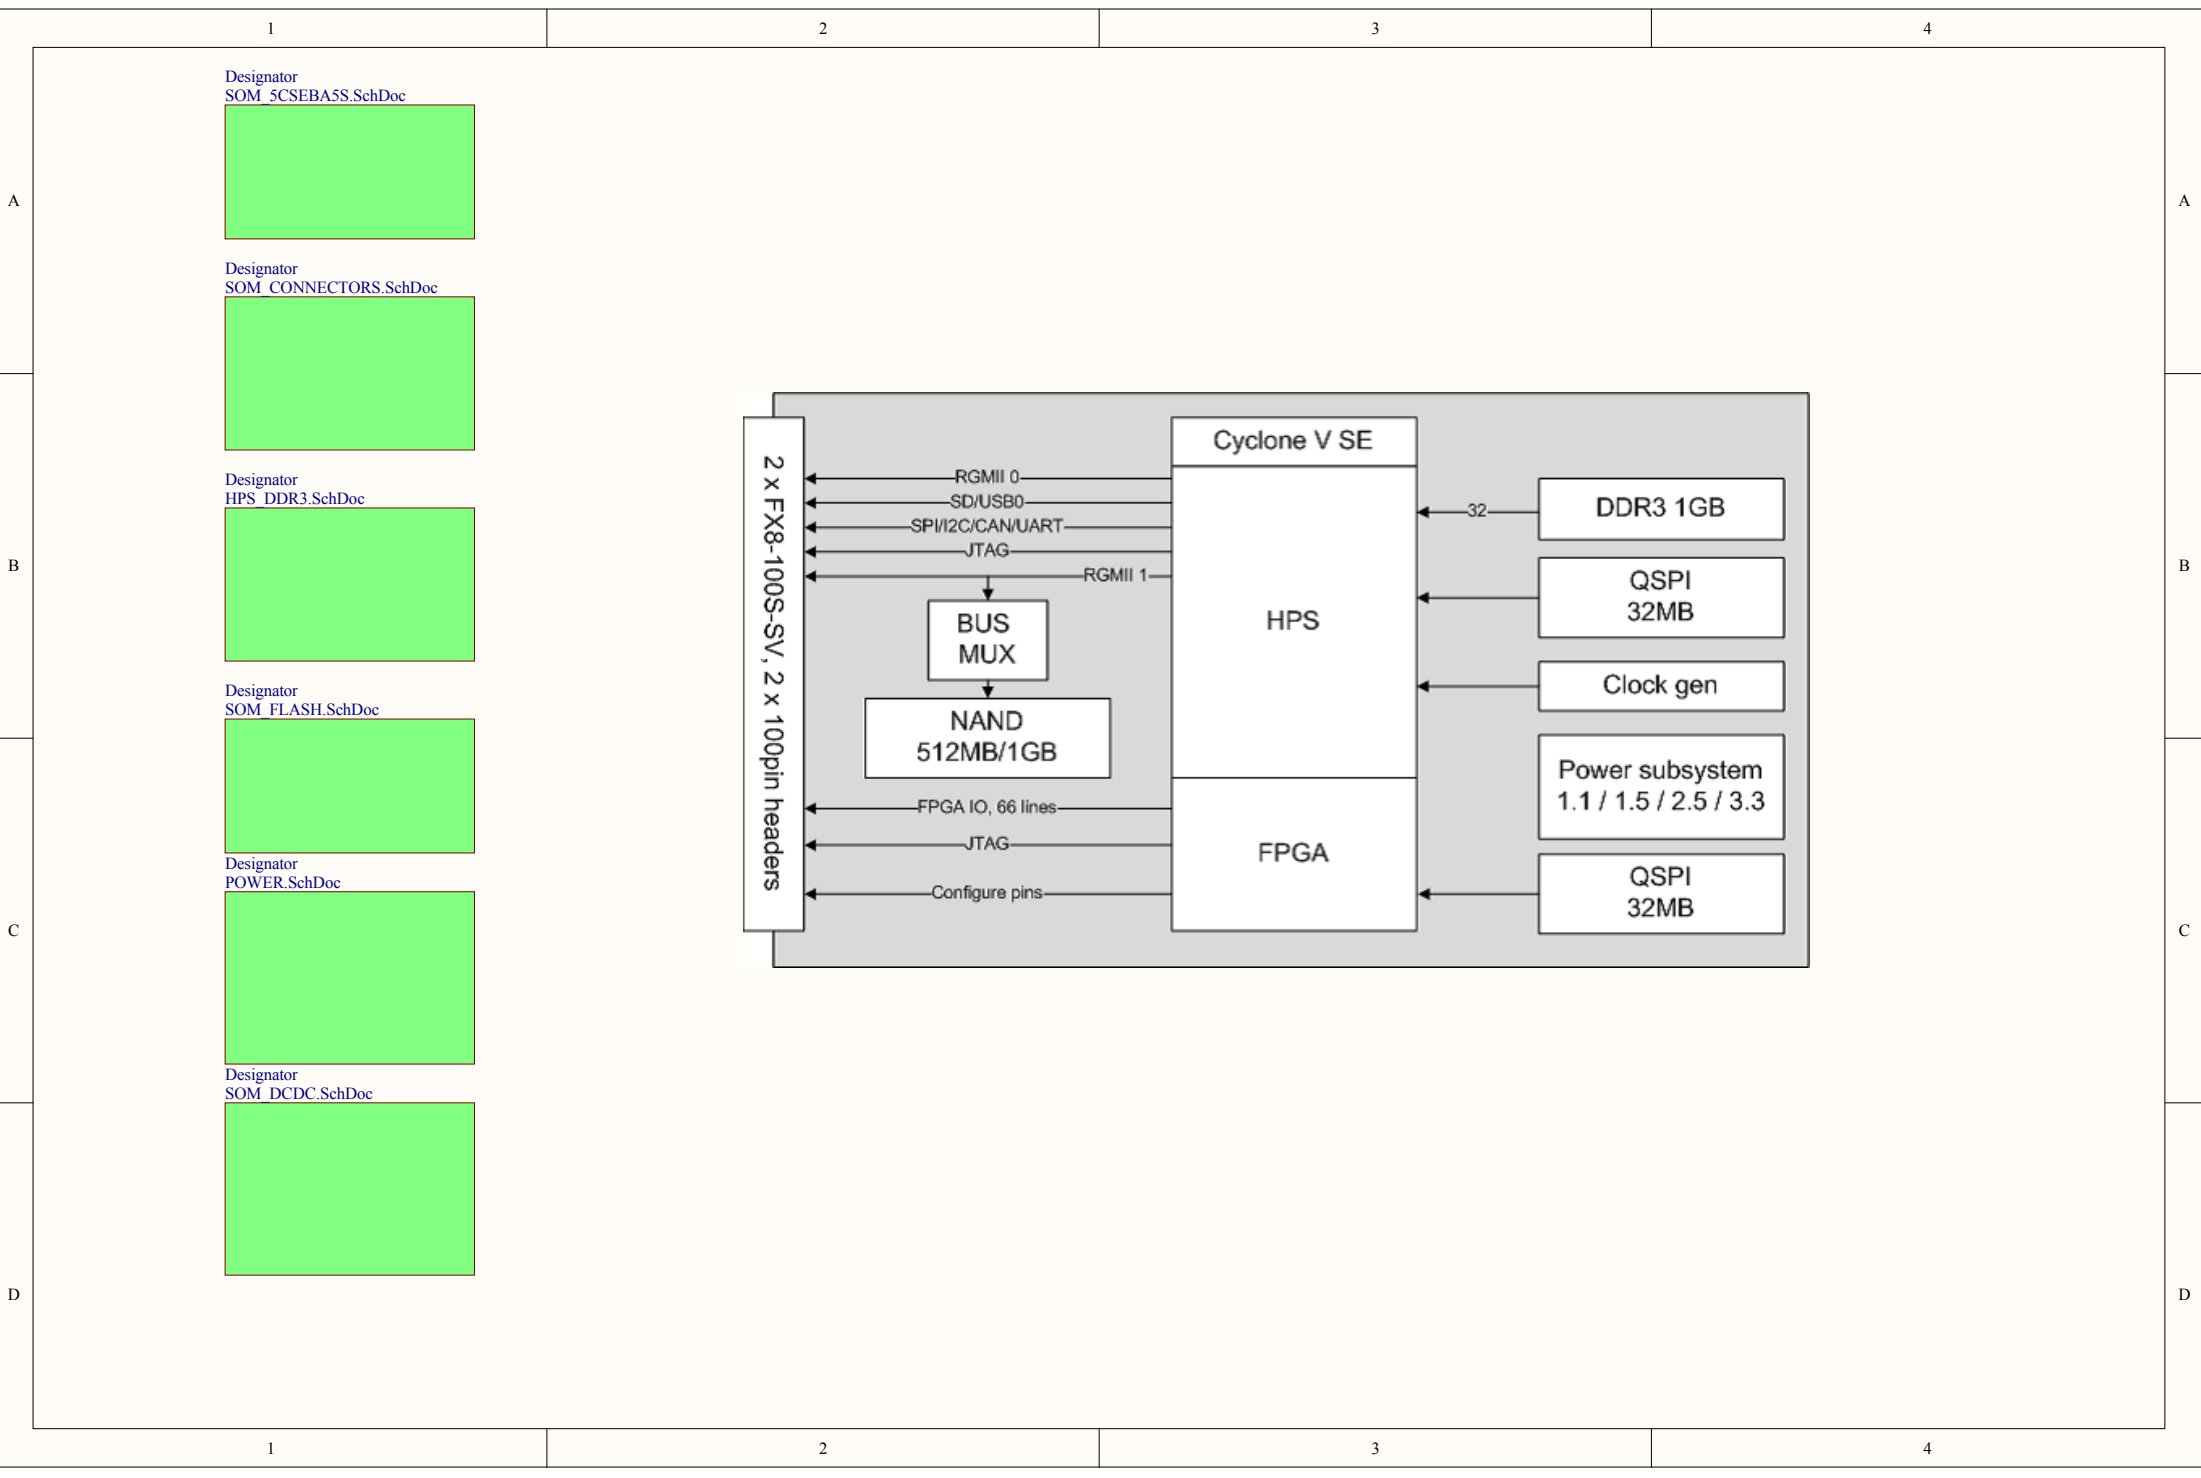 1
2
3
4
A
A
B
B
C
C
D
D
Designator
SOM_5CSEBA5S.SchDoc
Designator
SOM_CONNECTORS.SchDoc
Designator
HPS_DDR3.SchDoc
Designator
SOM_FLASH.SchDoc
Designator
POWER.SchDoc
Designator
SOM_DCDC.SchDoc
2 x FX8-100S-SV, 2 x 100pin headers
RGMII 0
SD/USB0
SPI/I2C/CAN/UART
JTAG
RGMII 1
BUS
MUX
NAND
512MB/1GB
FPGA IO, 66 lines
JTAG
Configure pins
Cyclone V SE
HPS
FPGA
32
DDR3 1GB
QSPI
32MB
Clock gen
Power subsystem
1.1 / 1.5 / 2.5 / 3.3
QSPI
32MB
1
2
3
4